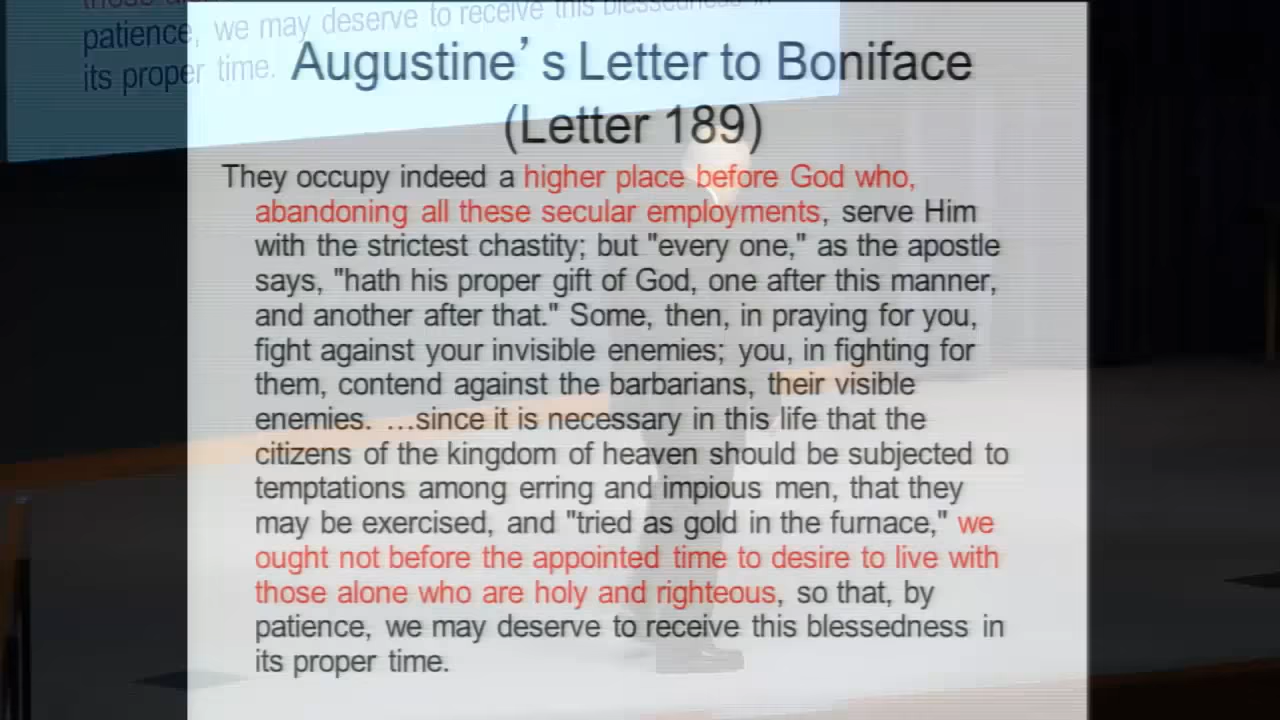 patience, we may deserve to receive this blessedness in
its proper time.
Augustine's Letter to Boniface
(Letter 189)
They occupy indeed a higher place before God who,
abandoning all these secular employments, serve Him
with the strictest chastity; but "every one," as the apostle
says, "hath his proper gift of God, one after this manner,
and another after that." Some, then, in praying for you,
fight against your invisible enemies; you, in fighting for
them, contend against the barbarians, their visible
enemies. …since it is necessary in this life that the
citizens of the kingdom of heaven should be subjected to
temptations among erring and impious men, that they
may be exercised, and "tried as gold in the furnace," we
ought not before the appointed time to desire to live with
those alone who are holy and righteous, so that, by
patience, we may deserve to receive this blessedness in
its proper time.